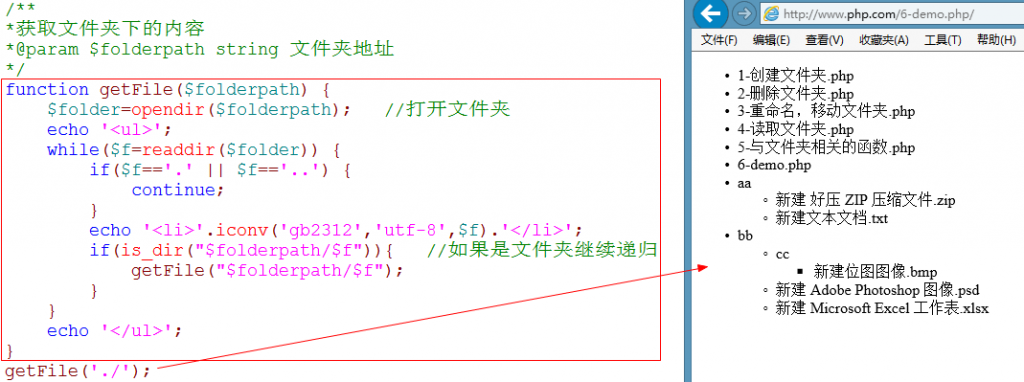 /**
*获取文件夹下的内容
*@param $folderpath string 文件夹地址
*/
function getFile($folderpath) {
    $folder=opendir($folderpath);   //打开文件夹
    echo '<ul>';
    while($f=readdir($folder)) {
        if($f=='.' || $f=='..') {
            continue;
        }
        echo '<li>'.iconv('gb2312','utf-8',$f).'</li>';
        if(is_dir("$folderpath/$f")){   //如果是文件夹继续递归
            getFile("$folderpath/$f");
        }
    }
    echo '</ul>';
}
getFile('./');
http://www.php.com/6-demo.php/
文件(F) 编辑(E) 查看(V) 收藏夹(A) 工具(T) 帮助(H)
1-创建文件夹.php
2-删除文件夹.php
3-重命名，移动文件夹.php
4-读取文件夹.php
5-与文件夹相关的函数.php
6-demo.php
aa
新建 好压 ZIP 压缩文件.zip
新建文本文档.txt
bb
cc
新建位图图像.bmp
新建 Adobe Photoshop 图像.psd
新建 Microsoft Excel 工作表.xlsx